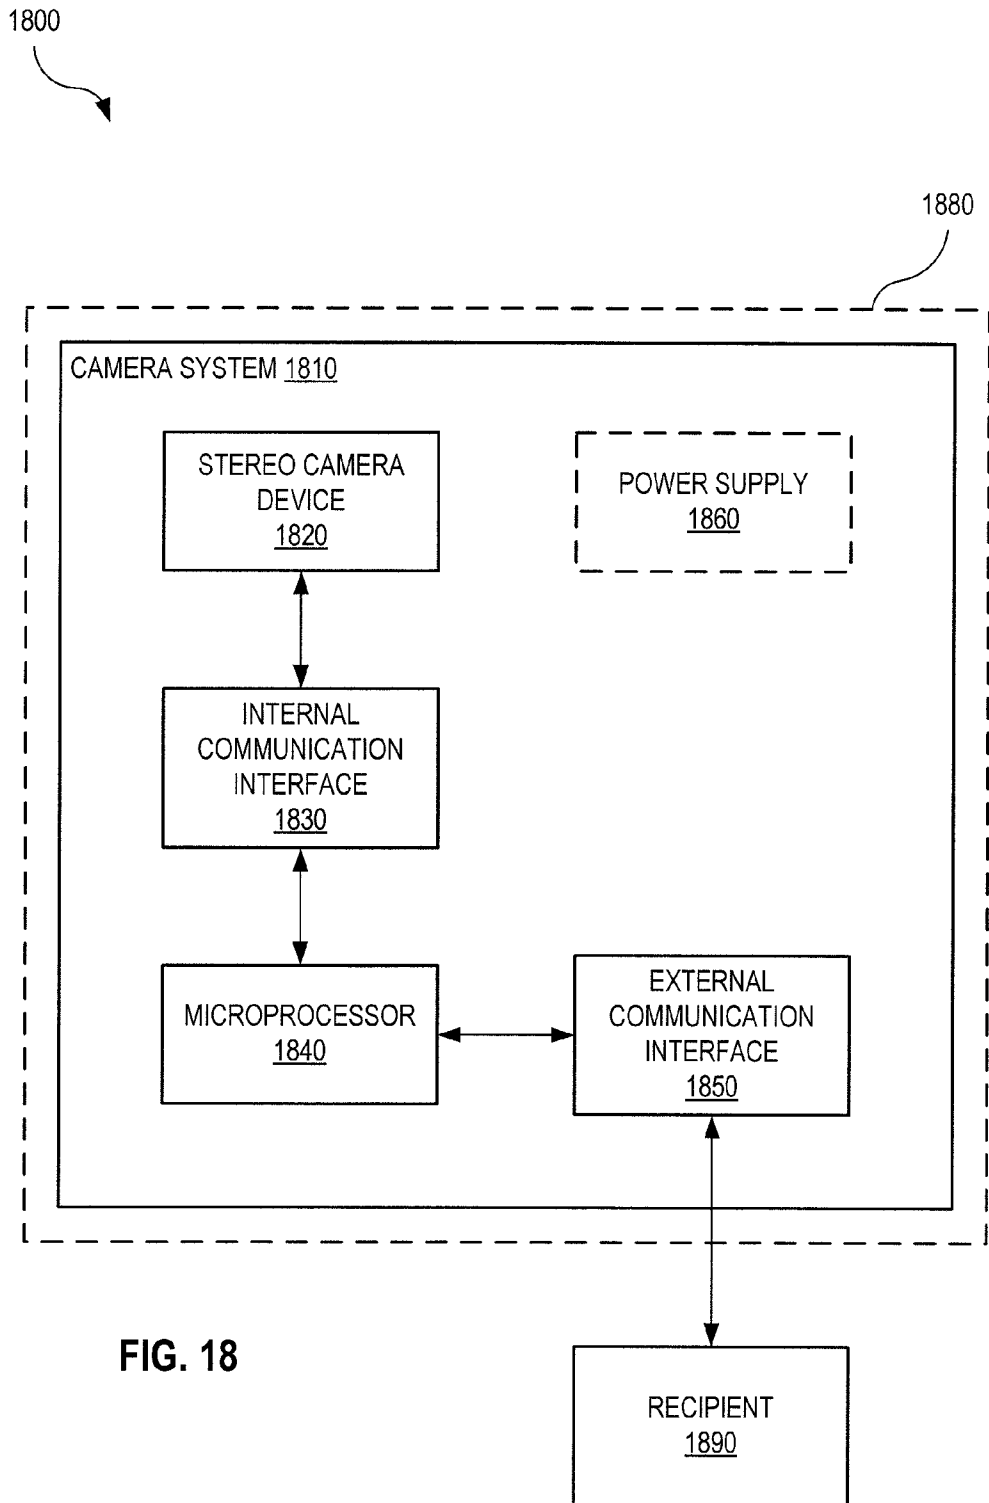 1800
1880
CAMERA SYSTEM 1810
STEREO CAMERA
DEVICE
1820
POWER SUPPLY
1860
INTERNAL
COMMUNICATION
INTERFACE
1830
MICROPROCESSOR
1840
EXTERNAL
COMMUNICATION
INTERFACE
1850
FIG. 18
RECIPIENT
1890